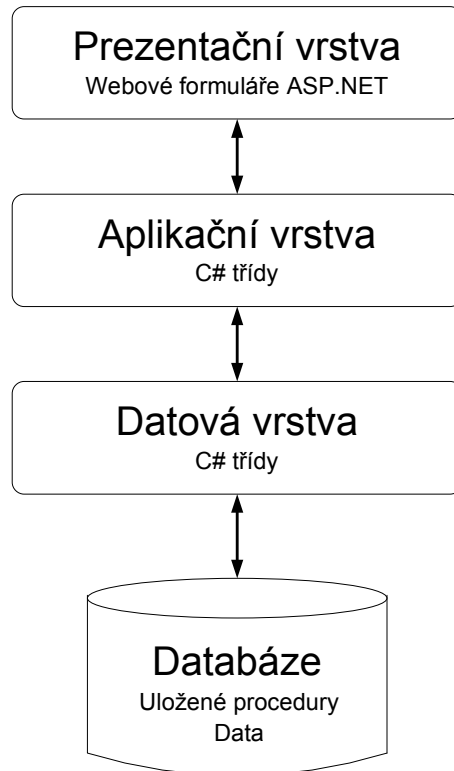 Prezentační vrstva
Webové formuláře ASP.NET
Aplikační vrstva
C# třídy
Datová vrstva
C# třídy
Databáze
Uložené procedury
Data